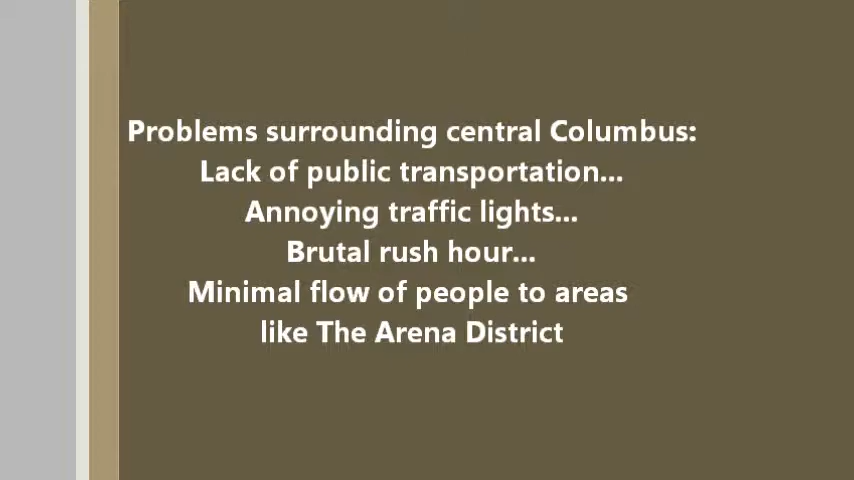 Problems surrounding central Columbus:
Lack of public transportation...
Annoying traffic lights...
Brutal rush hour...
Minimal flow of people to areas
like The Arena District